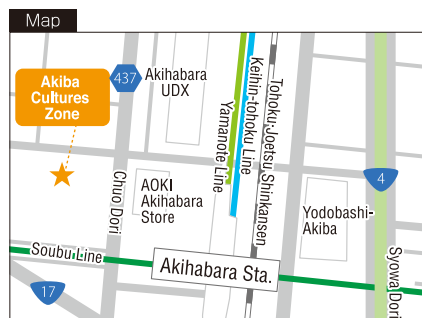 Map
Akiba
Cultures
Zone
437
Akihabara
UDX
Yamanote Line
Keihin-tohoku Line
Tohoku-Joetsu Shinkansen
Chuo Dori
AOKI
Akihabara
Store
Yodobashi-
Akiba
4
Soubu Line
Akihabara Sta.
Syowa Dori
17